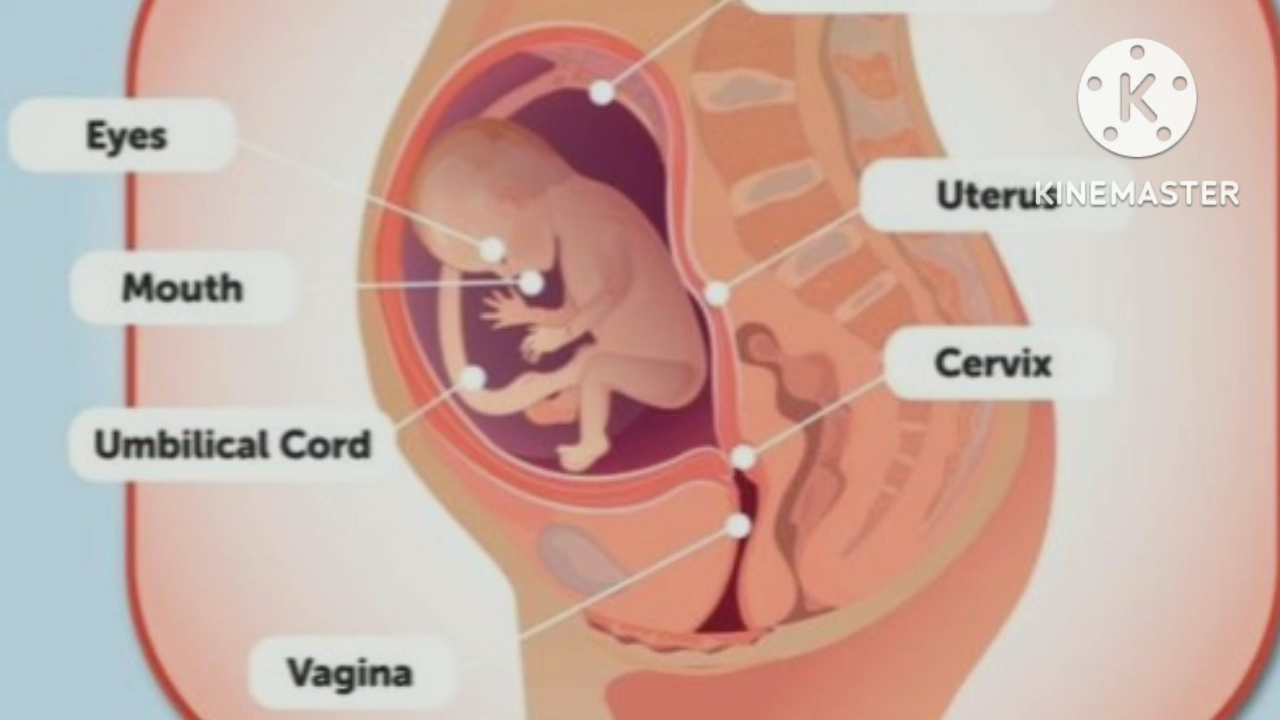 Eyes
Uterus
KINEMASTER
Mouth
Cervix
Umbilical Cord
Vagina